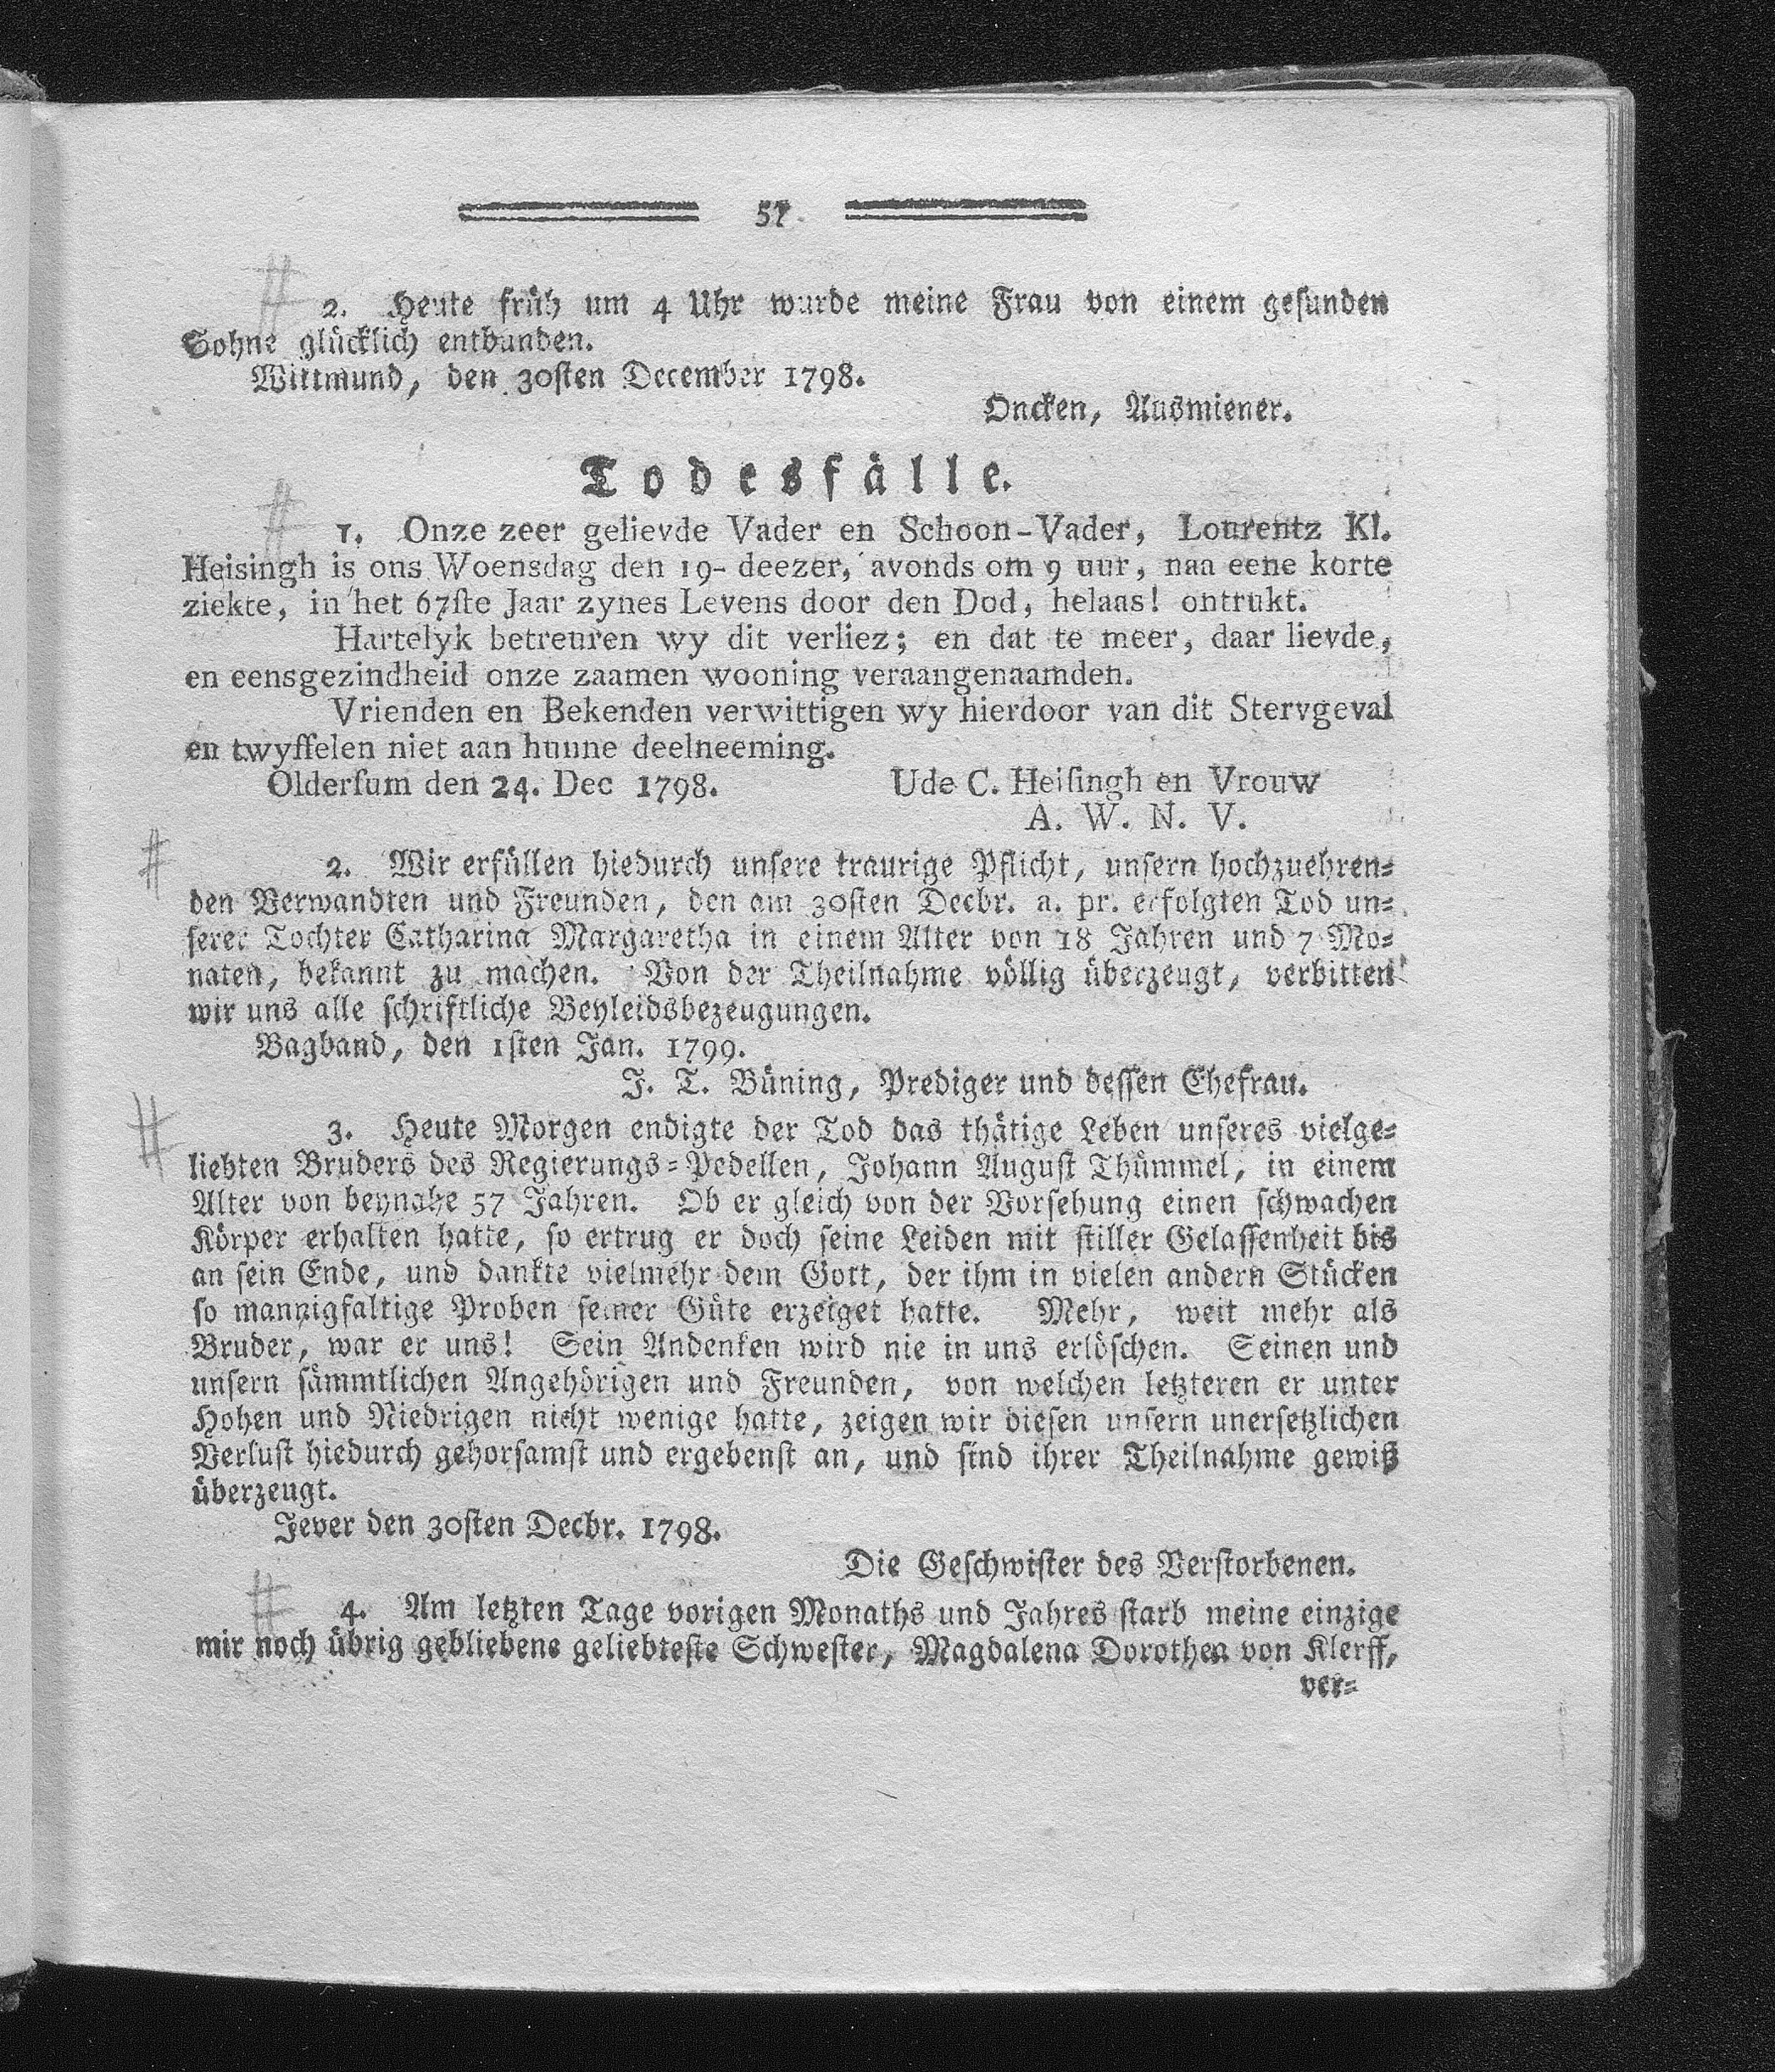 57
2. Heute früh um 4 Uhr wurde meine Frau von einem gesunden
Sohne glücklich entbunden.
Wittmund, den 30sten December 1798.
Oncken, Ausmiener.
Todesfälle.
1. Onze zeer gelievde Vader en Schoon-Vader, Lourentz Kl.
Heisingh is ons Woensdag den 19- deezer, avonds om 9 uur, naa eene korte
ziekte, in het 67ste Jaar zynes Levens door den Dod, helaas! ontrukt.
Hartelyk betreuren wy dit verliez; en dat te meer, daar lievde,
en eensgezindheid onze zaamen wooning veraangenaamden.
Vrienden en Bekenden verwittigen wy hierdoor van dit Stervgeval
en twyffelen niet aan hunne deelneeming.
Oldersum den 24. Dec 1798. Ude C. Heisingh en Vrouw
A. W. N. V.
2. Wir erfüllen hiedurch unsere traurige Pflicht, unsern hochzuehren=
den Verwandten und Freunden, den am 30sten Decbr. a. pr. erfolgten Tod un=
serer Tochter Catharina Margaretha in einem Alter von 18 Jahren und 7 Mo=
naten, bekannt zu machen. Von der Theilnahme völlig überzeugt, verbitten
wir uns alle schriftliche Beyleidsbezeugungen.
Bagband, den 1sten Jan. 1799.
J. T. Büning, Prediger und dessen Ehefrau.
3. Heute Morgen endigte der Tod das thätige Leben unseres vielge=
liebten Bruders des Regierungs=Pedellen, Johann August Thümmel, in einem
Alter von beynahe 57 Jahren. Ob er gleich von der Vorsehung einen schwachen
Körper erhalten hatte, so ertrug er doch seine Leiden mit stiller Gelassenheit bis
an sein Ende, und dankte vielmehr dem Gott, der ihm in vielen andern Stücken
so mannigfaltige Proben seiner Güte erzeiget hatte. Mehr, weit mehr als
Bruder, war er uns! Sein Andenken wird nie in uns erlöschen. Seinen und
unsern sämmtlichen Angehörigen und Freunden, von welchen letzteren er unter
Hohen und Niedrigen nicht wenige hatte, zeigen wir diesen unsern unersetzlichen
Verlust hiedurch gehorsamst und ergebenst an, und sind ihrer Theilnahme gewiß
überzeugt.
Jever den 30sten Decbr. 1798.
Die Geschwister des Verstorbenen.
4. Am letzten Tage vorigen Monaths und Jahres starb meine einzige
mir noch übrig gebliebene geliebteste Schwester, Magdalena Dorothea von Klerff,
ver=